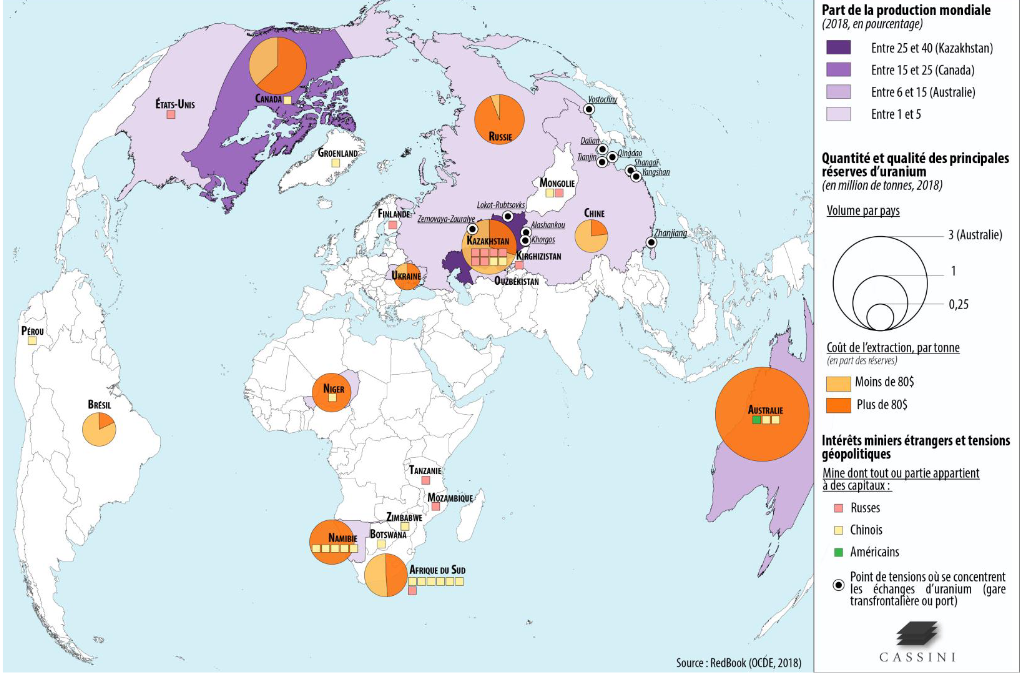 Part de la production mondiale
(2018, en pourcentage)
Entre 25 et 40 (Kazakhstan)
Entre 15 et 25 (Canada)
Entre 6 et 15 (Australie)
Entre 1 et 5
Quantité et qualité des principales
réserves d'uranium
(en million de tonnes, 2018)
Volume par pays
3 (Australie)
1
0,25
Coût de l'extraction, par tonne
(en part des réserves)
Moins de 80$
Plus de 80$
Intérêts miniers étrangers et tensions
géopolitiques
Mine dont tout ou partie appartient
à des capitaux :
Russes
Chinois
Américains
Point de tensions où se concentrent
les échanges d'uranium (gare
transfrontalière ou port)
CASSINI
ÉTATS-UNIS
CANADA
GROENLAND
RUSSIE
Vostochny
Dalian
Tianjin
Qingdao
Shangaï
Yangshan
MONGOLIE
FINLANDE
Zemovaya-Zauralye
Lokot-Rubtsovks
Alashankou
Khorgos
CHINE
Zhanjiang
KAZAKHSTAN
KIRGHIZISTAN
UKRAINE
OUZBÉKISTAN
PÉROU
BRÉSIL
NIGER
AUSTRALIE
TANZANIE
MOZAMBIQUE
ZIMBABWE
NAMIBIE
BOTSWANA
AFRIQUE DU SUD
Source : RedBook (OCDE, 2018)